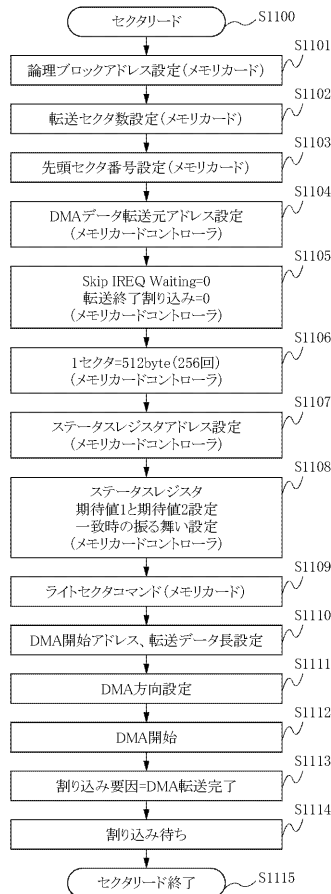 セクタリード
S1100
S1101
論理ブロックアドレス設定(メモリカード)
S1102
転送セクタ数設定(メモリカード)
S1103
先頭セクタ番号設定(メモリカード)
S1104
DMAデータ転送元アドレス設定
(メモリカードコントローラ)
S1105
Skip IREQ Waiting=0
転送終了割り込み=0
(メモリカードコントローラ)
S1106
1セクタ=512byte(256回)
(メモリカードコントローラ)
S1107
ステータスレジスタアドレス設定
(メモリカードコントローラ)
S1108
ステータスレジスタ
期待値1と期待値2設定
一致時の振る舞い設定
(メモリカードコントローラ)
S1109
ライトセクタコマンド(メモリカード)
S1110
DMA開始アドレス、転送データ長設定
S1111
DMA方向設定
S1112
DMA開始
S1113
割り込み要因=DMA転送完了
S1114
割り込み待ち
セクタリード終了
S1115